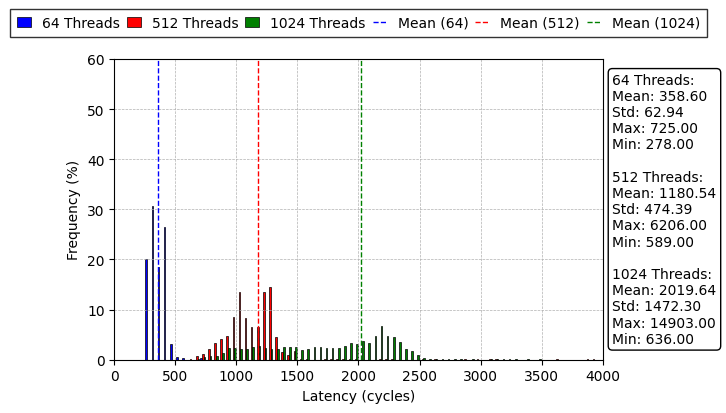 64 Threads 512 Threads 1024 Threads Mean (64) Mean (512) Mean (1024)
60
50
40
30
20
10
0
Frequency (%)
0 500 1000 1500 2000 2500 3000 3500 4000
Latency (cycles)
64 Threads:
Mean: 358.60
Std: 62.94
Max: 725.00
Min: 278.00
512 Threads:
Mean: 1180.54
Std: 474.39
Max: 6206.00
Min: 589.00
1024 Threads:
Mean: 2019.64
Std: 1472.30
Max: 14903.00
Min: 636.00